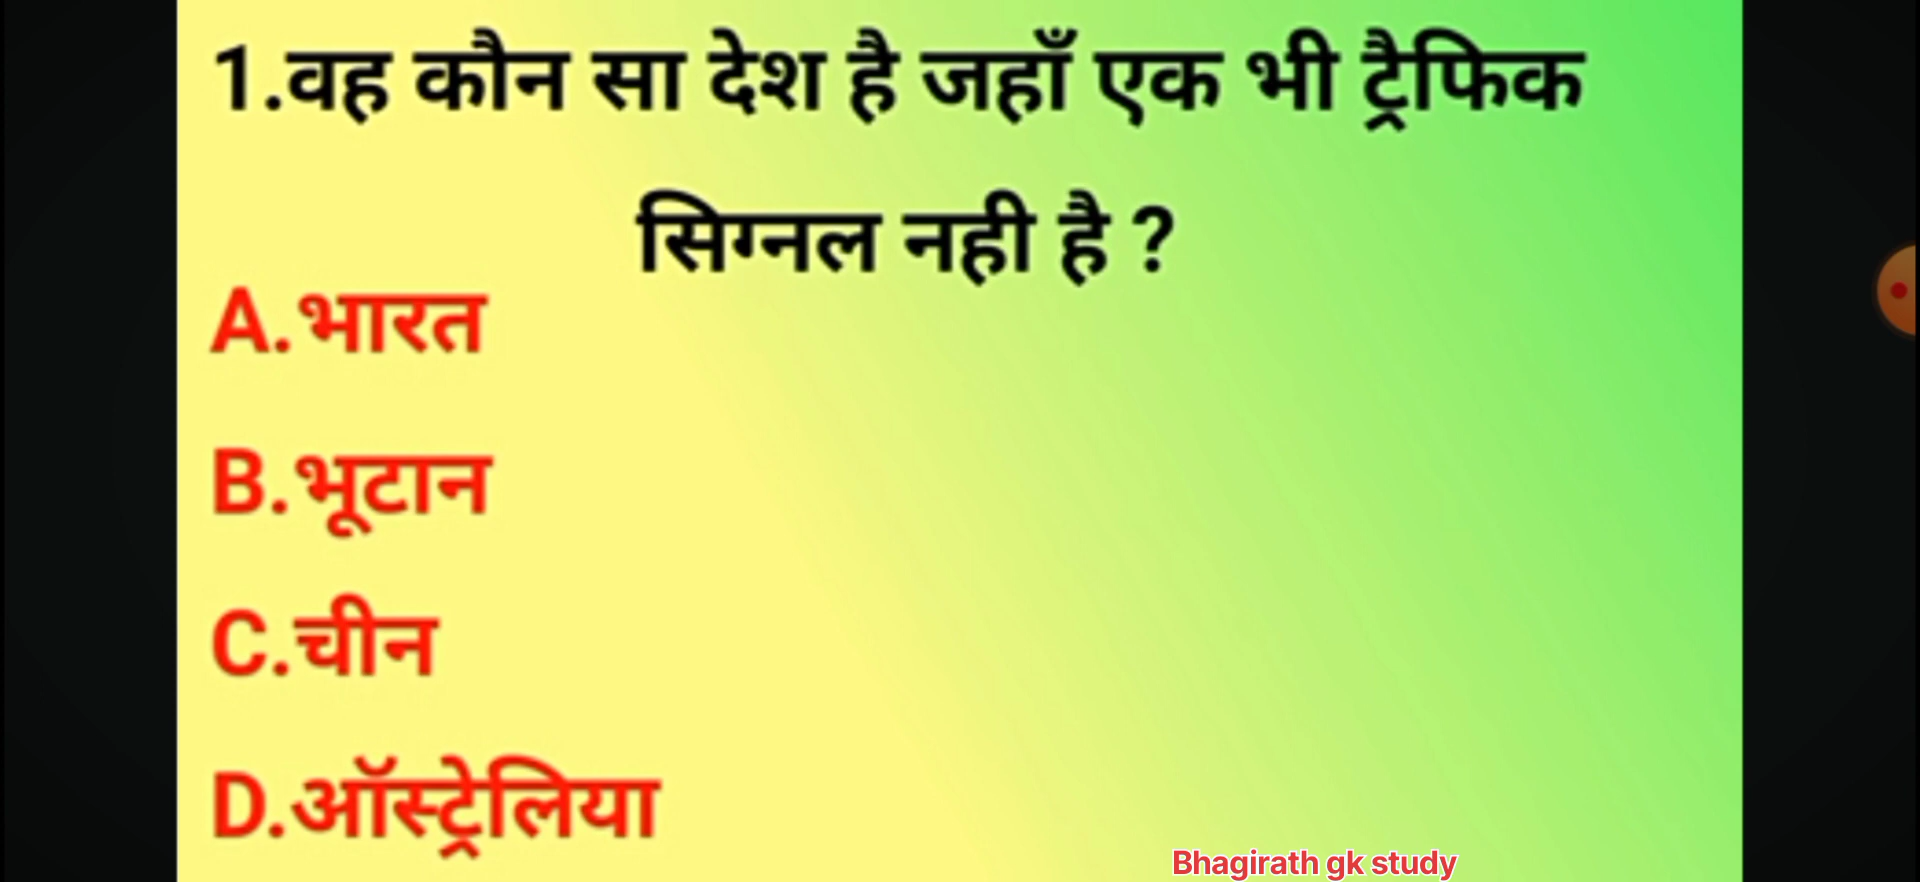 1.वह कौन सा देश है जहाँ एक भी ट्रैफिक
सिग्नल नही है ?
A.भारत
B.भूटान
C.चीन
D.ऑस्ट्रेलिया
Bhagirath gk study